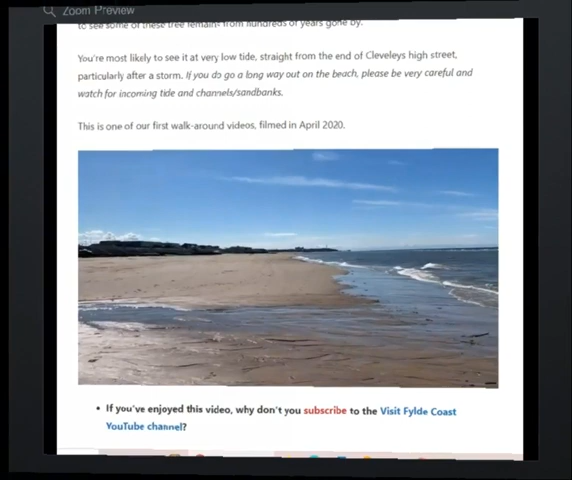 Zoom Preview
to see some of these tree remains from hundreds of years gone by.
You're most likely to see it at very low tide, straight from the end of Cleveleys high street,
particularly after a storm. If you do go a long way out on the beach, please be very careful and
watch for incoming tide and channels/sandbanks.
This is one of our first walk-around videos, filmed in April 2020.
• If you've enjoyed this video, why don't you subscribe to the Visit Fylde Coast
YouTube channel?